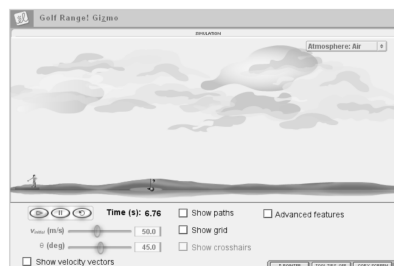 Golf Range! Gizmo
SIMULATION
Atmosphere: Air
Time (s): 6.76
Show paths
Advanced features
v initial (m/s)
50.0
Show grid
θ (deg)
45.0
Show crosshairs
Show velocity vectors